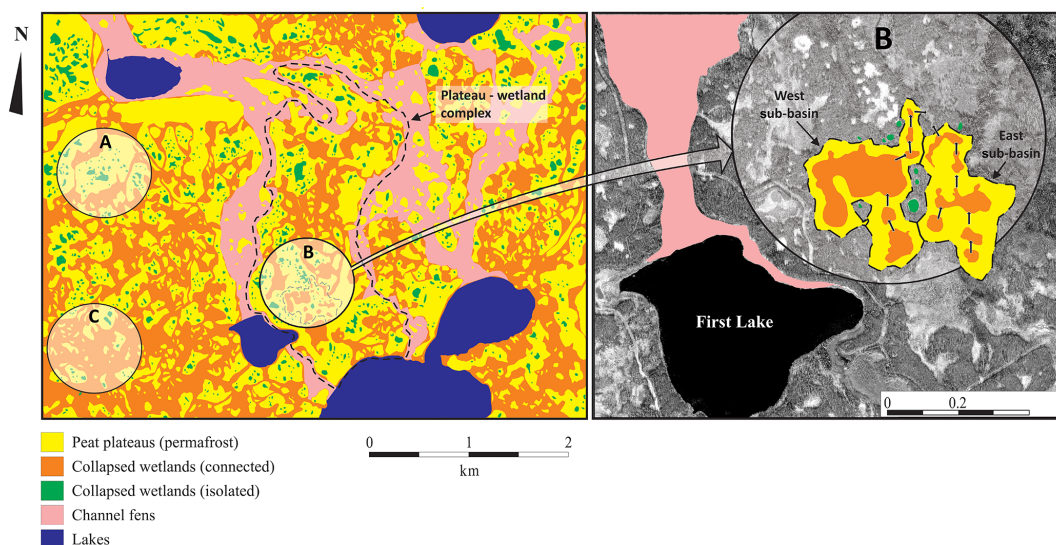 N
A
B
C
Plateau - wetland
complex
B
West
sub-basin
East
sub-basin
First Lake
0 0.2
Peat plateaus (permafrost)
Collapsed wetlands (connected)
Collapsed wetlands (isolated)
Channel fens
Lakes
0 1 2
km